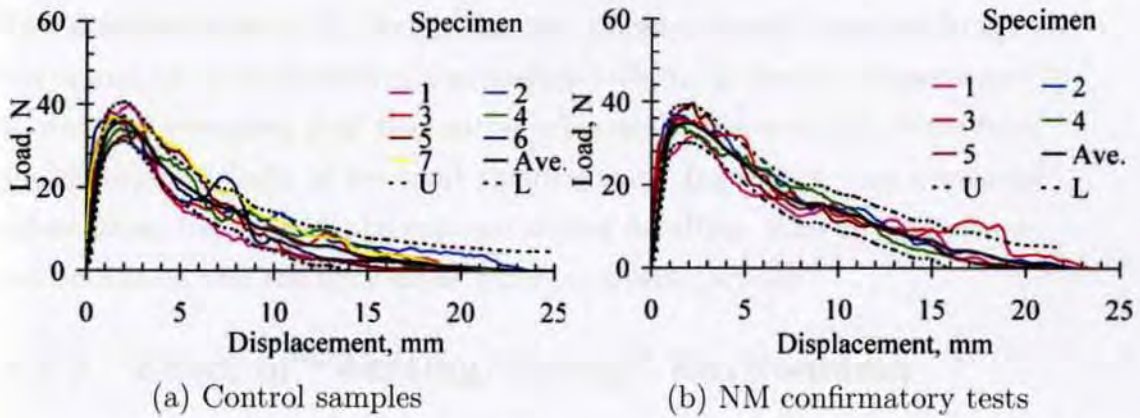 60
40
20
0
Load, N
Specimen
1 2
3 4
5 6
7 Ave.
U L
0 5 10 15 20 25
Displacement, mm
(a) Control samples
60
40
20
0
Load, N
Specimen
1 2
3 4
5 Ave.
U L
0 5 10 15 20 25
Displacement, mm
(b) NM confirmatory tests